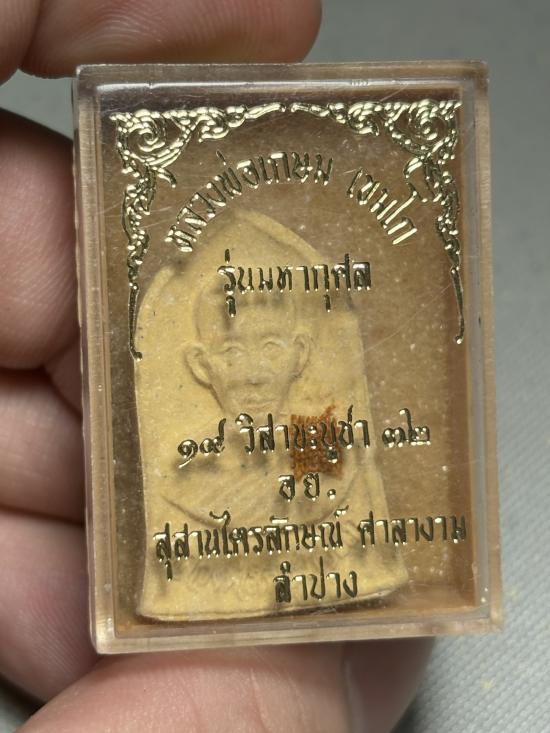 หลวงพ่อเกษม เขมโก
รุ่นมหากุศล
๑๙ วิสาขะบูชา ๓๒
อ ย.
สุสานไตรลักษณ์ ศาลางาม
ลำปาง